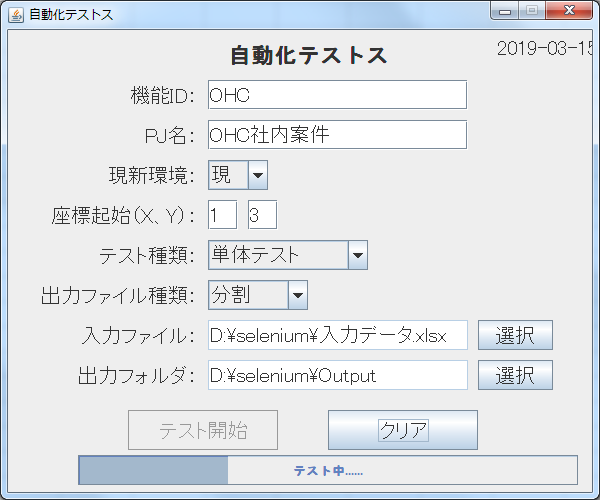 自動化テストス
2019-03-15
自動化テストス
機能ID: OHC
PJ名: OHC社内案件
現新環境: 現
座標起始(X、Y): 1 3
テスト種類: 単体テスト
出力ファイル種類: 分割
入力ファイル: D:¥selenium¥入力データ.xlsx 選択
出力フォルダ: D:¥selenium¥Output 選択
テスト開始 クリア
テスト中......